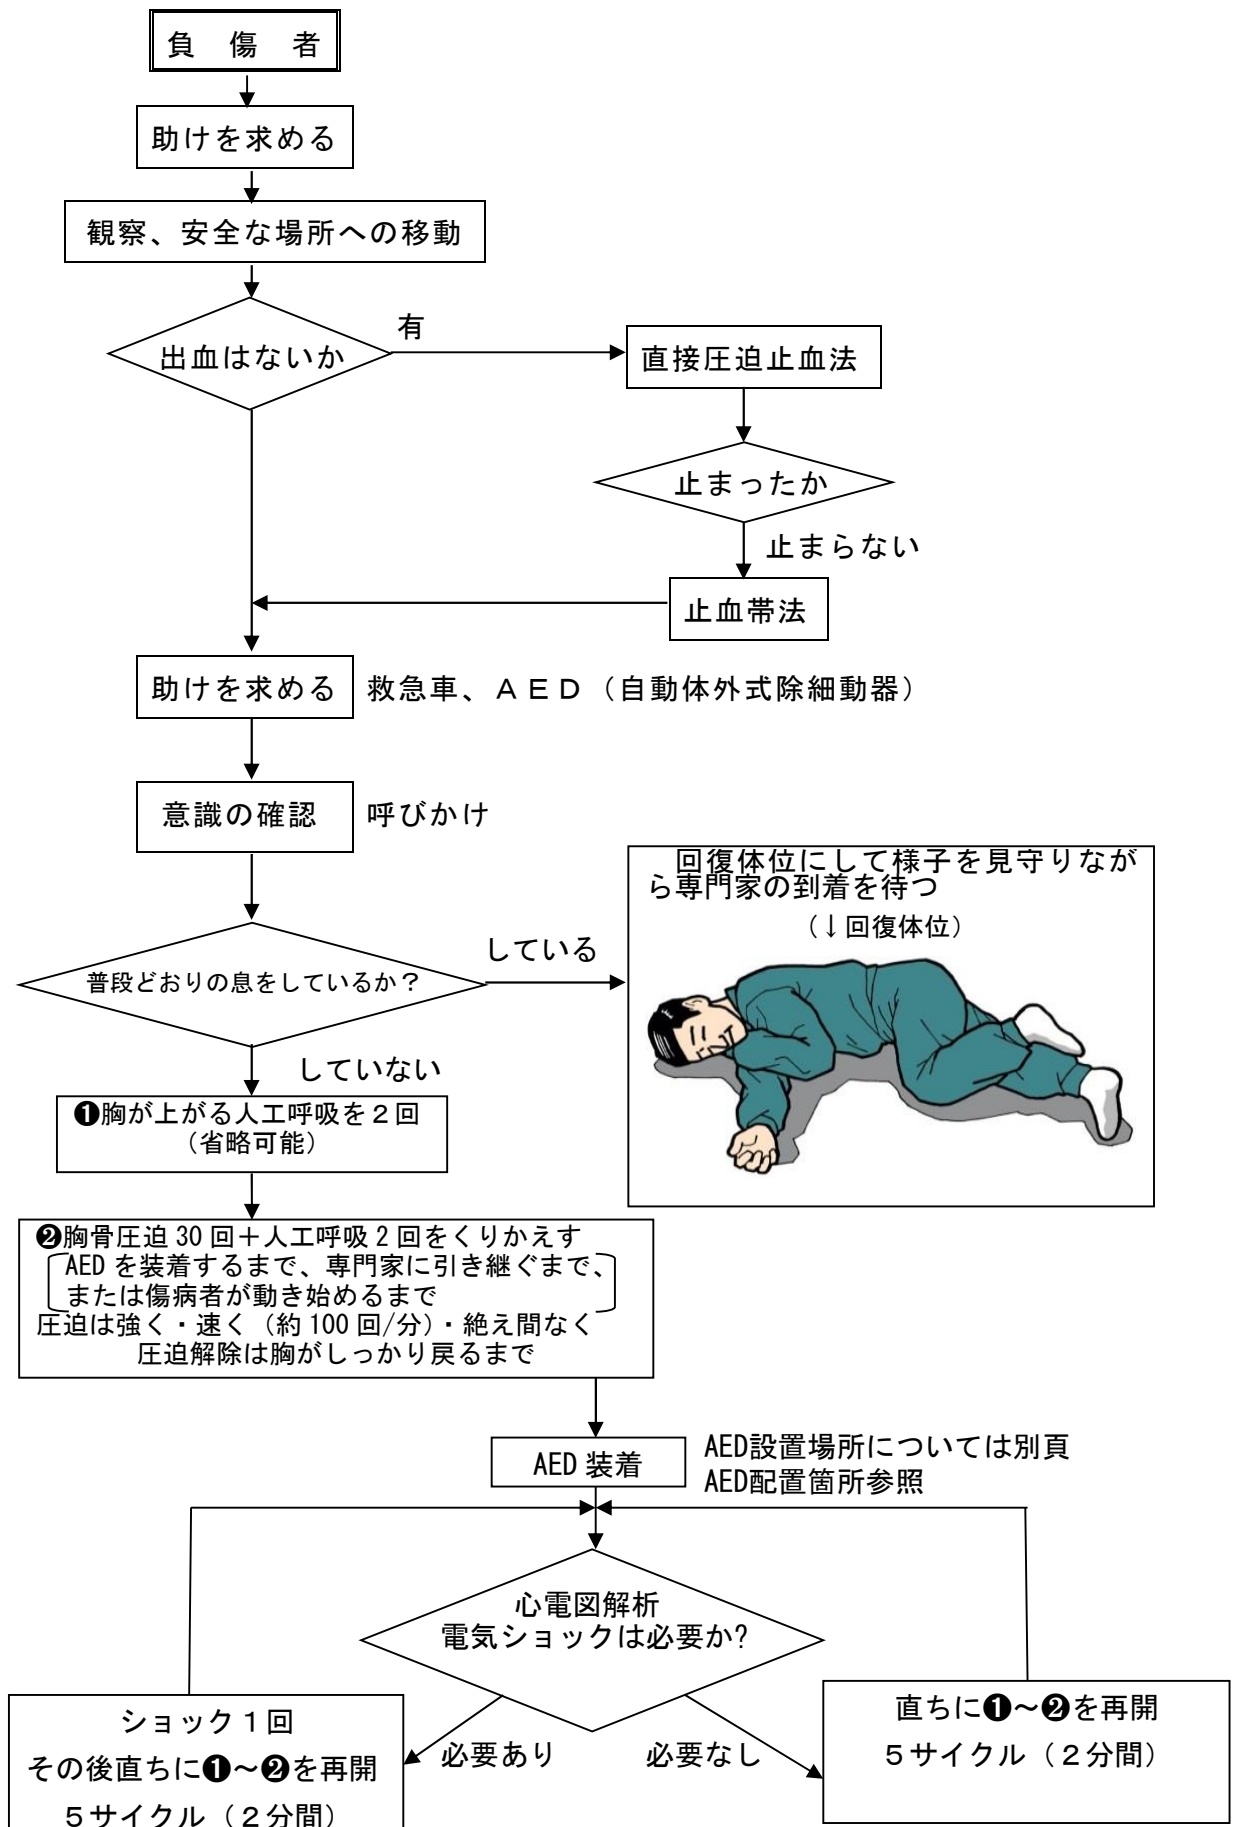 負　傷　者
助けを求める
観察、安全な場所への移動
出血はないか
有
直接圧迫止血法
止まったか
止まらない
止血帯法
助けを求める
救急車、ＡＥＤ（自動体外式除細動器）
意識の確認
呼びかけ
普段どおりの息をしているか？
している
回復体位にして様子を見守りなが
ら専門家の到着を待つ
（↓回復体位）
していない
❶胸が上がる人工呼吸を２回
（省略可能）
❷胸骨圧迫 30 回＋人工呼吸 2 回をくりかえす
AED を装着するまで、専門家に引き継ぐまで、
または傷病者が動き始めるまで
圧迫は強く・速く（約 100 回/分）・絶え間なく
圧迫解除は胸がしっかり戻るまで
AED 装着
AED設置場所については別頁
AED配置箇所参照
心電図解析
電気ショックは必要か?
必要あり
必要なし
ショック１回
その後直ちに❶～❷を再開
５サイクル（２分間）
直ちに❶～❷を再開
５サイクル（２分間）